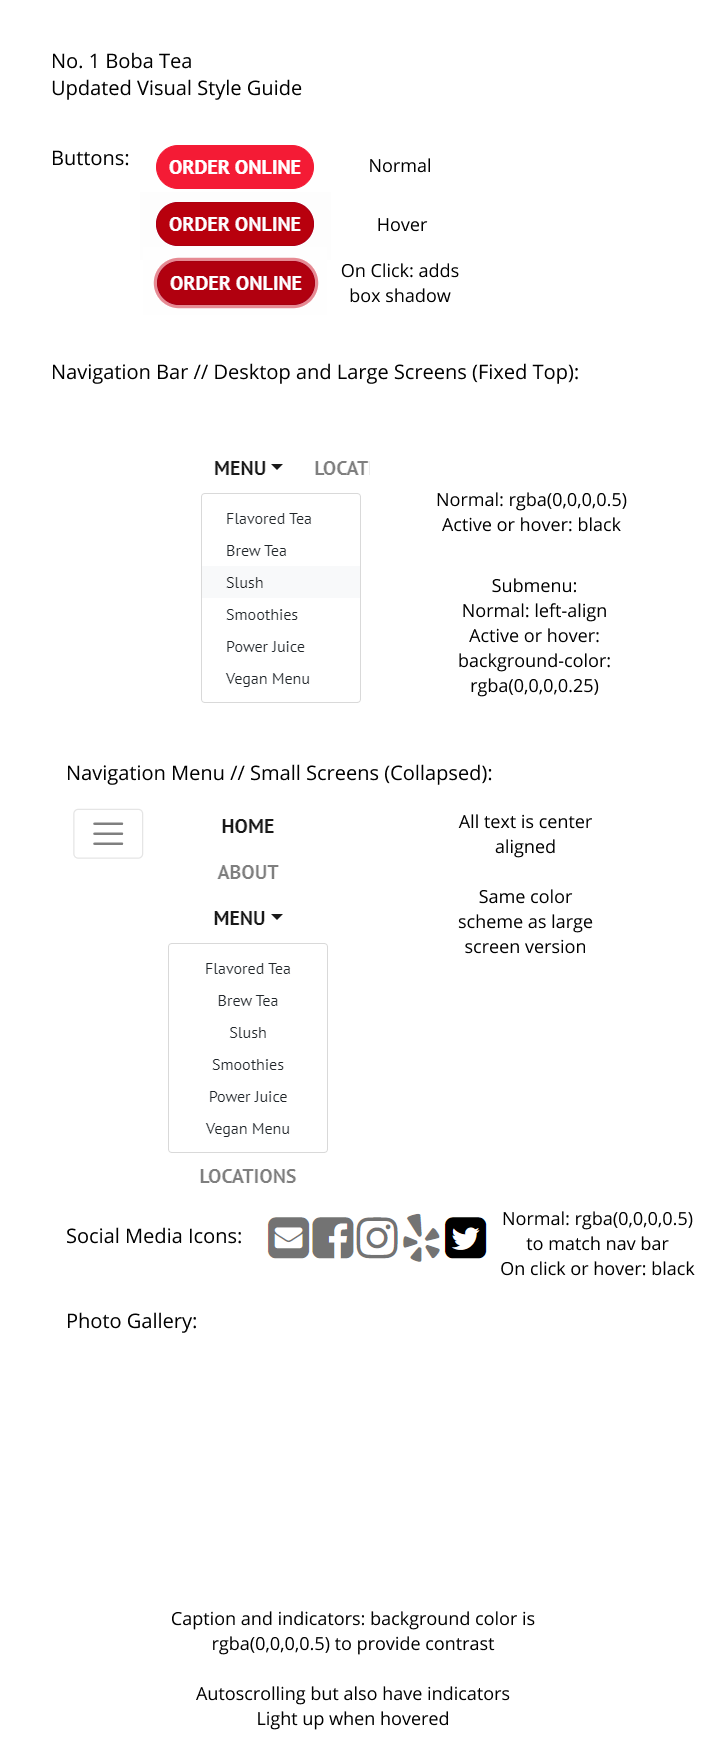 No. 1 Boba Tea
Updated Visual Style Guide
Buttons:
ORDER ONLINE
Normal
ORDER ONLINE
Hover
ORDER ONLINE
On Click: adds
box shadow
Navigation Bar // Desktop and Large Screens (Fixed Top):
MENU
LOCAT
Flavored Tea
Brew Tea
Slush
Smoothies
Power Juice
Vegan Menu
Normal: rgba(0,0,0,0.5)
Active or hover: black
Submenu:
Normal: left-align
Active or hover:
background-color:
rgba(0,0,0,0.25)
Navigation Menu // Small Screens (Collapsed):
HOME
ABOUT
MENU
Flavored Tea
Brew Tea
Slush
Smoothies
Power Juice
Vegan Menu
LOCATIONS
All text is center
aligned
Same color
scheme as large
screen version
Social Media Icons:
Normal: rgba(0,0,0,0.5)
to match nav bar
On click or hover: black
Photo Gallery:
Caption and indicators: background color is
rgba(0,0,0,0.5) to provide contrast
Autoscrolling but also have indicators
Light up when hovered